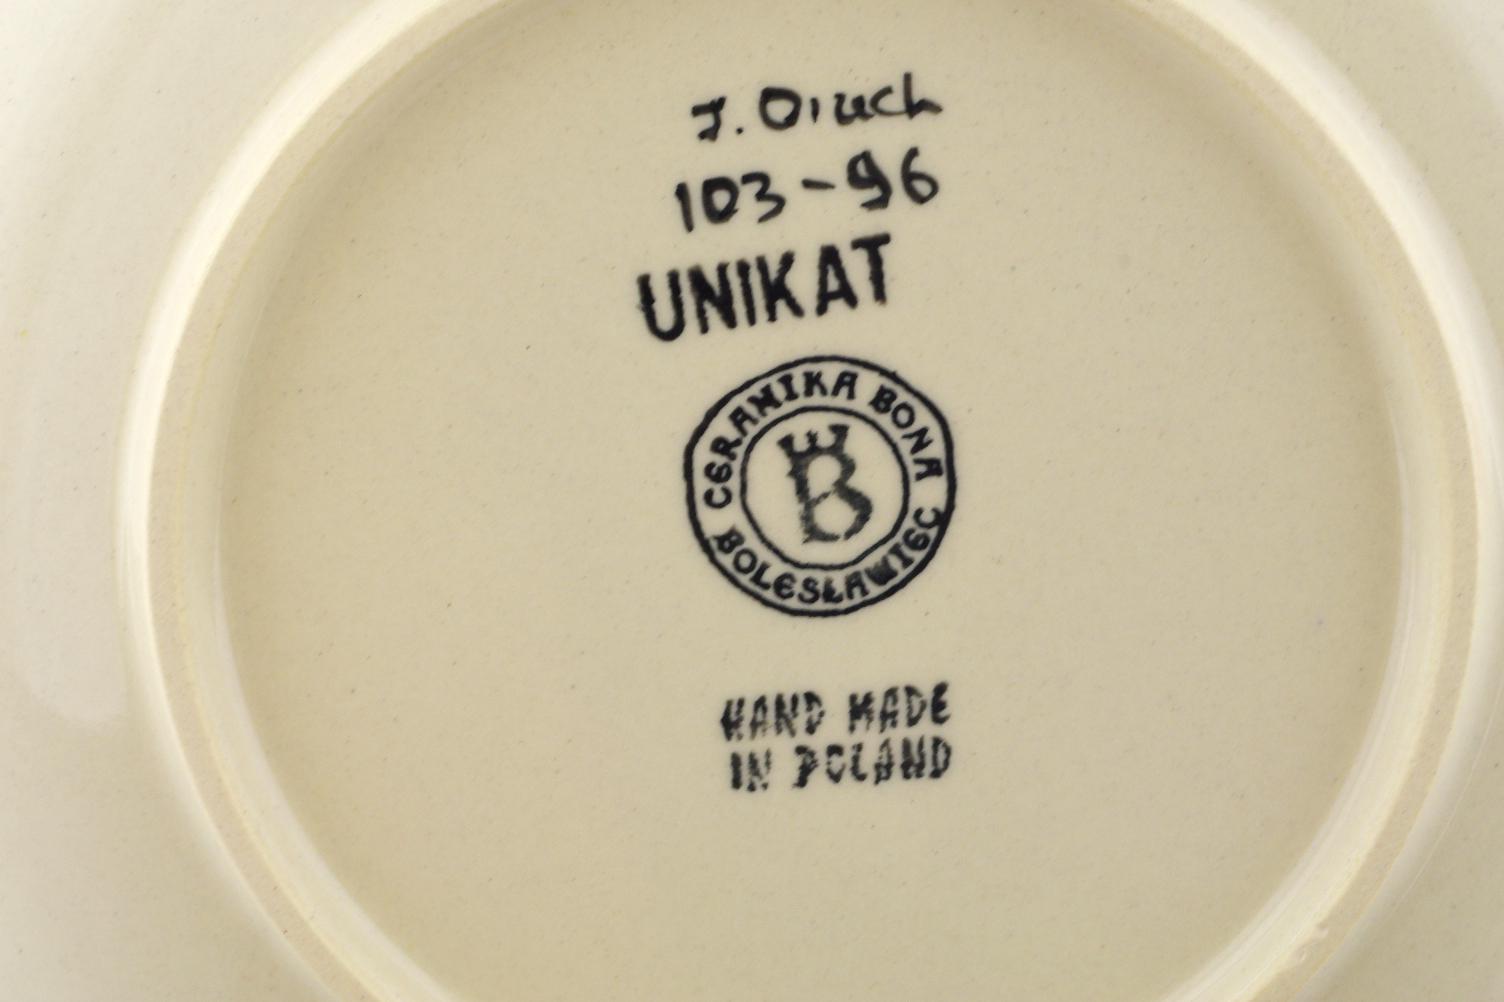 J. Oiuch
103-96
UNIKAT
CERAMIKA BONA
B
BOLESŁAWIEC
HAND MADE
IN POLAND